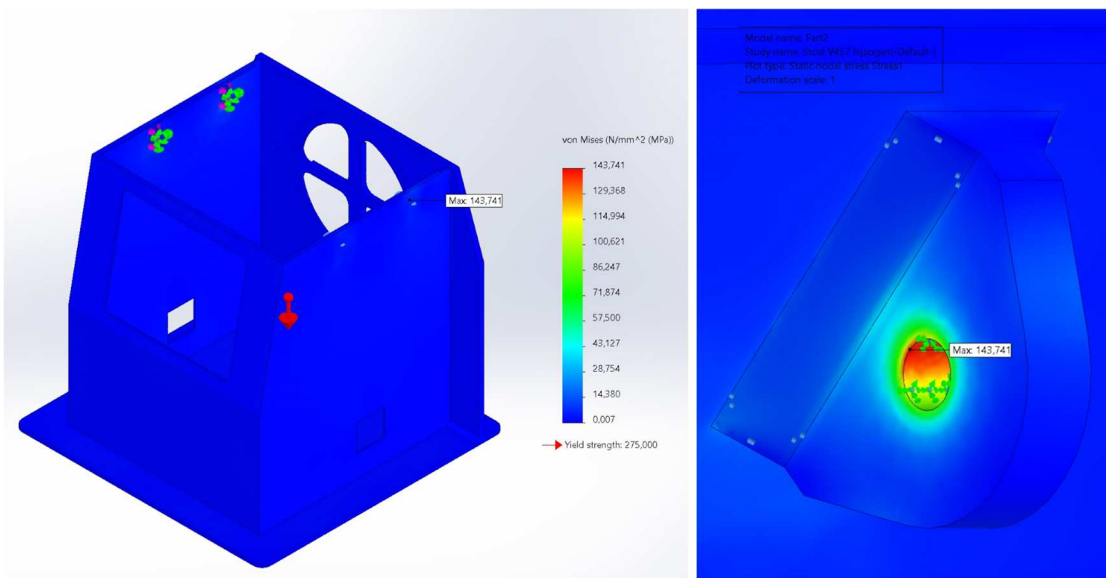 von Mises (N/mm^2 (MPa))
143,741
129,368
114,994
100,621
86,247
71,874
57,500
43,127
28,754
14,380
0,007
Yield strength: 275,000
Max: 143,741
Model name: Part2
Plot type: Static nodal stress Stress1
Deformation scale: 1
Max: 143,741